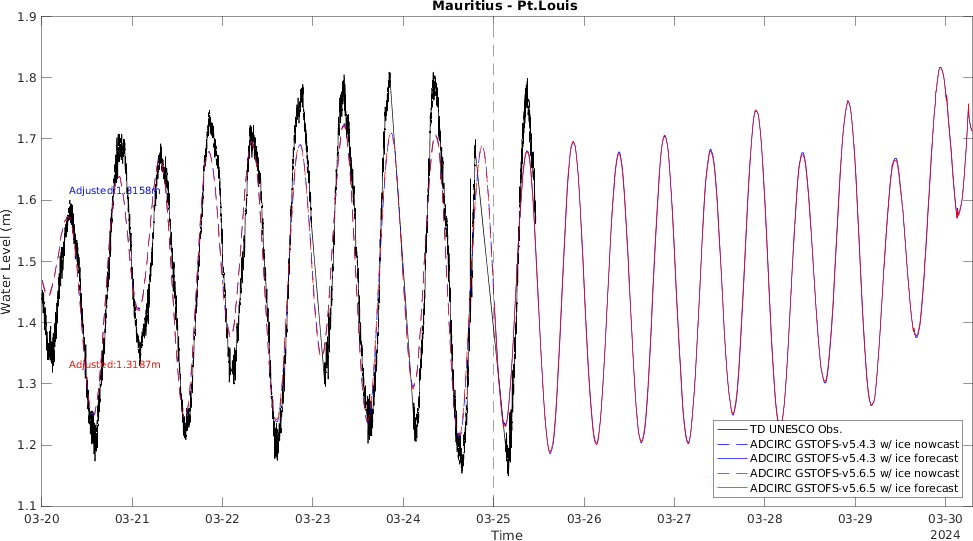 Mauritius - Pt.Louis
1.9
1.8
1.7
1.6
1.5
1.4
1.3
1.2
1.1
Water Level (m)
Adjusted:1.3158m
Adjusted:1.3187m
TD UNESCO Obs.
ADCIRC GSTOFS-v5.4.3 w/ ice nowcast
ADCIRC GSTOFS-v5.4.3 w/ ice forecast
ADCIRC GSTOFS-v5.6.5 w/ ice nowcast
ADCIRC GSTOFS-v5.6.5 w/ ice forecast
03-20 03-21 03-22 03-23 03-24 03-25 03-26 03-27 03-28 03-29 03-30
Time
2024